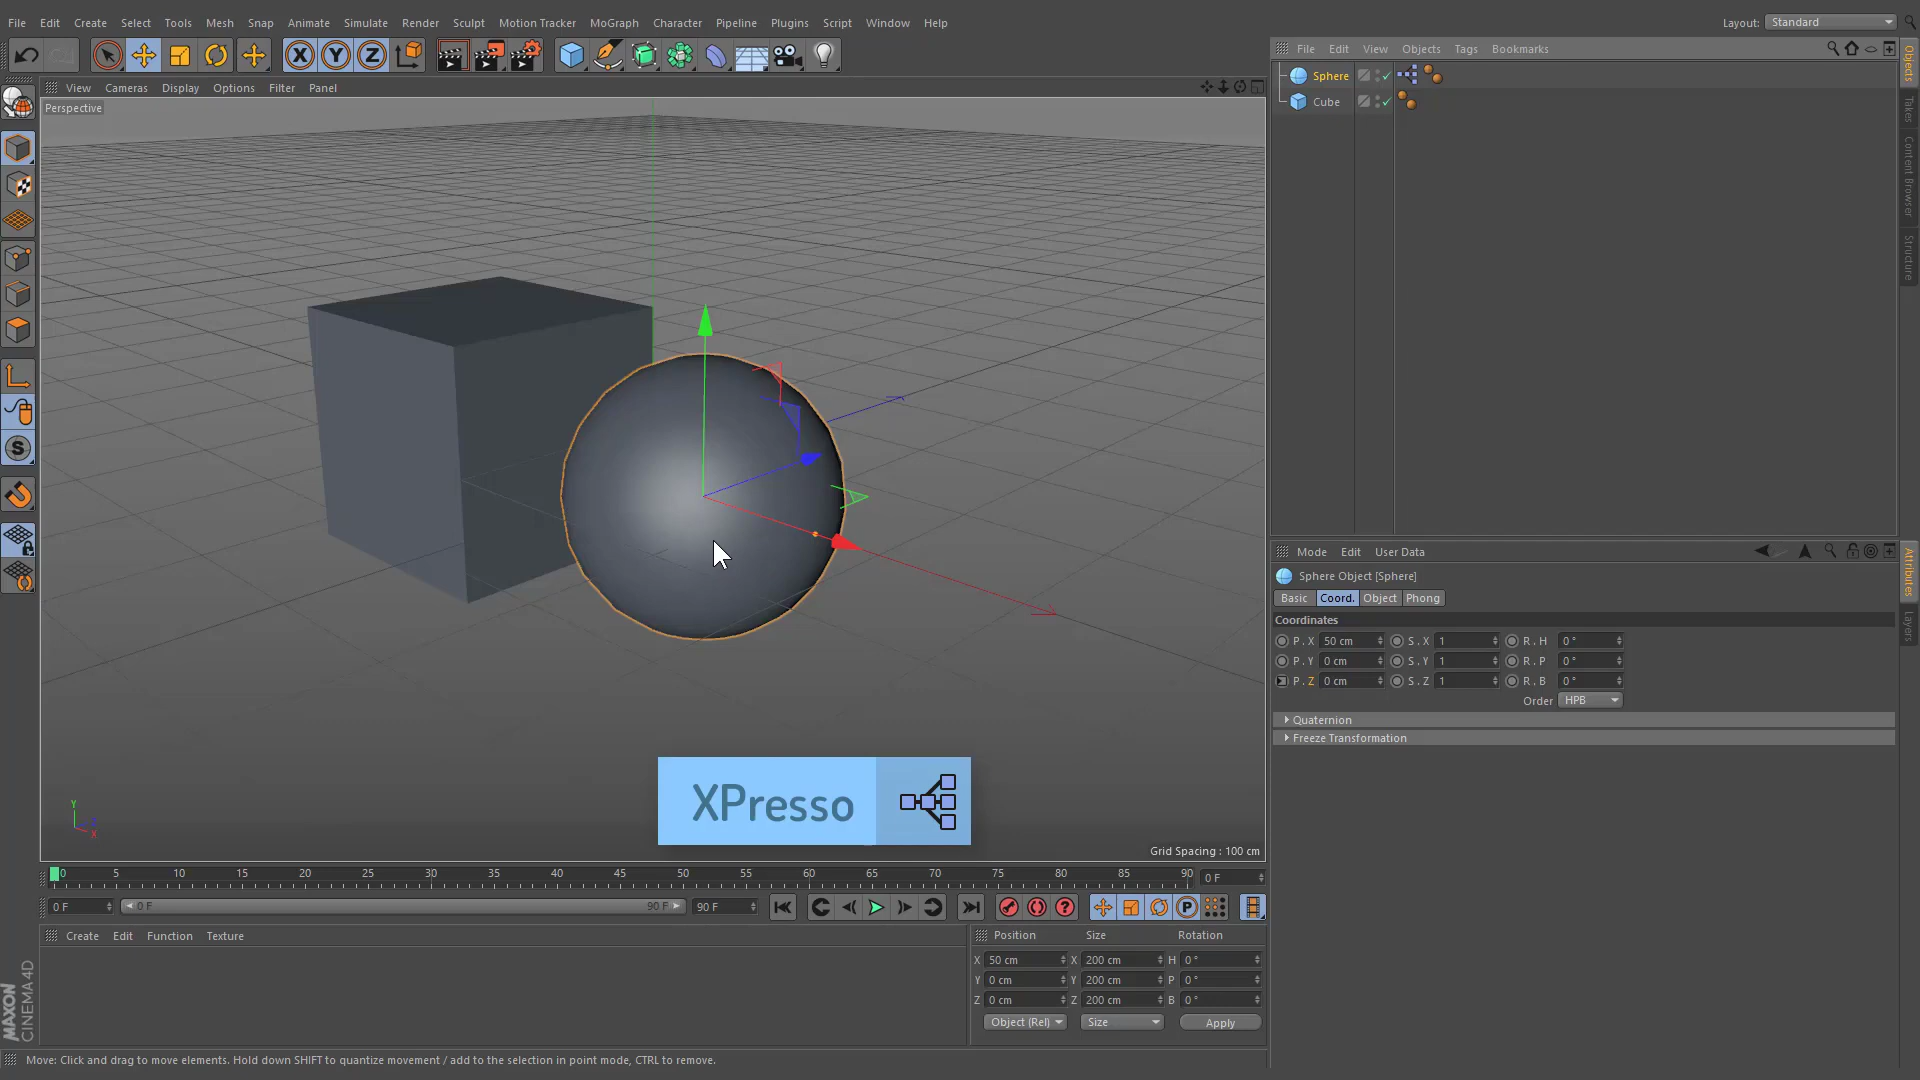 File Edit Create Select Tools Mesh Snap Animate Simulate Render Sculpt Motion Tracker MoGraph Character Pipeline Plugins Script Window Help Layout: Standard
X Y Z
File Edit View Objects Tags Bookmarks
View Cameras Display Options Filter Panel
Perspective
Sphere
Cube
Objects
Takes
Content Browser
Structure
S
Mode Edit User Data
Sphere Object [Sphere]
Basic Coord. Object Phong
Coordinates
P . X 50 cm S . X 1 R . H 0 °
P . Y 0 cm S . Y 1 R . P 0 °
P . Z 0 cm S . Z 1 R . B 0 °
Order HPB
Quaternion
Freeze Transformation
Attributes
Layers
XPresso
Y
X
Grid Spacing : 100 cm
0 5 10 15 20 25 30 35 40 45 50 55 60 65 70 75 80 85 90 0 F
0 F 0 F 90 F 90 F ? P
Create Edit Function Texture
Position Size Rotation
X 50 cm X 200 cm H 0 °
Y 0 cm Y 200 cm P 0 °
Z 0 cm Z 200 cm B 0 °
Object (Rel) Size Apply
MAXON
CINEMA 4D
Move: Click and drag to move elements. Hold down SHIFT to quantize movement / add to the selection in point mode, CTRL to remove.